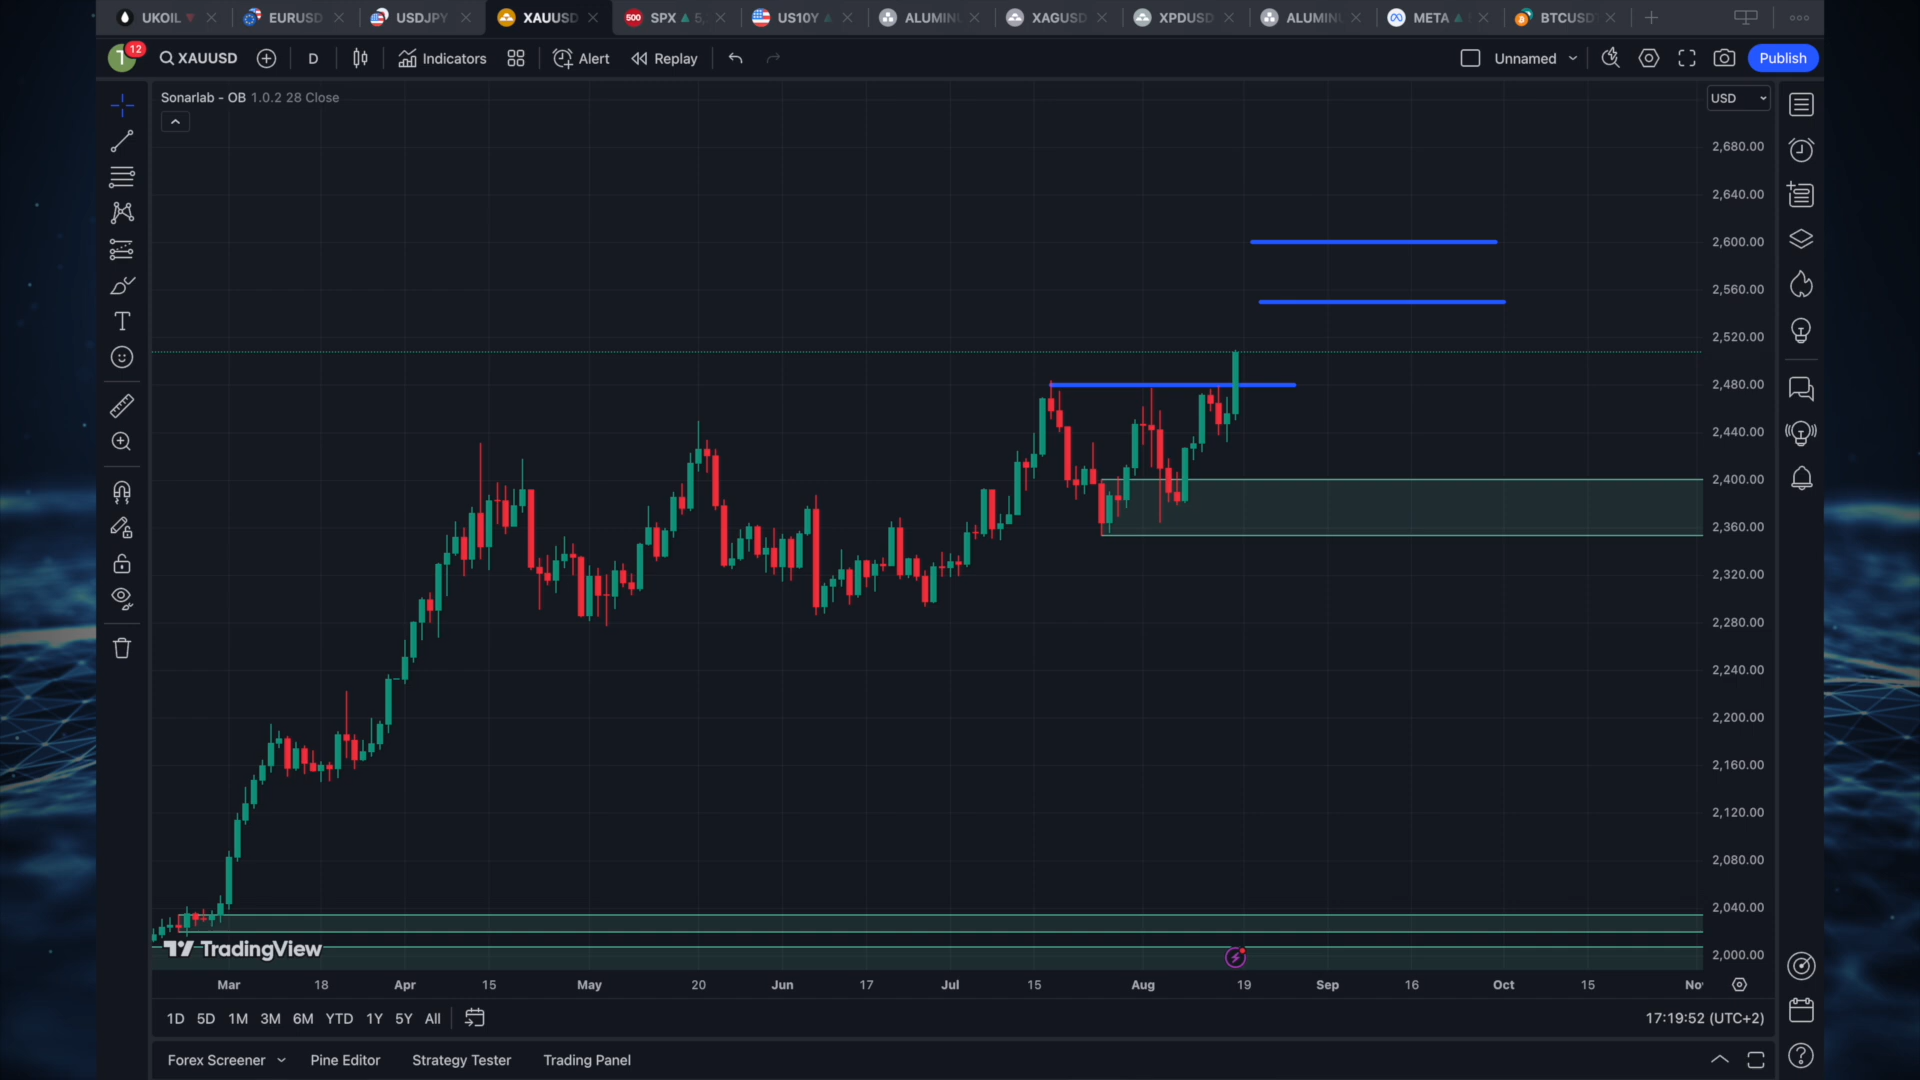 UKOIL
EURUSD
USDJPY
XAUUSD
500 SPX 5,
US10Y
ALUMIN
XAGUSD
XPDUSD
ALUMIN
META
BTCUSD
T 12
XAUUSD
D
Indicators
Alert
Replay
Unnamed
Publish
Sonarlab - OB 1.0.2 28 Close
USD
2,680.00
2,640.00
2,600.00
2,560.00
2,520.00
2,480.00
2,440.00
2,400.00
2,360.00
2,320.00
2,280.00
2,240.00
2,200.00
2,160.00
2,120.00
2,080.00
2,040.00
2,000.00
TradingView
Mar 18 Apr 15 May 20 Jun 17 Jul 15 Aug 19 Sep 16 Oct 15 No
1D 5D 1M 3M 6M YTD 1Y 5Y All
17:19:52 (UTC+2)
Forex Screener Pine Editor Strategy Tester Trading Panel